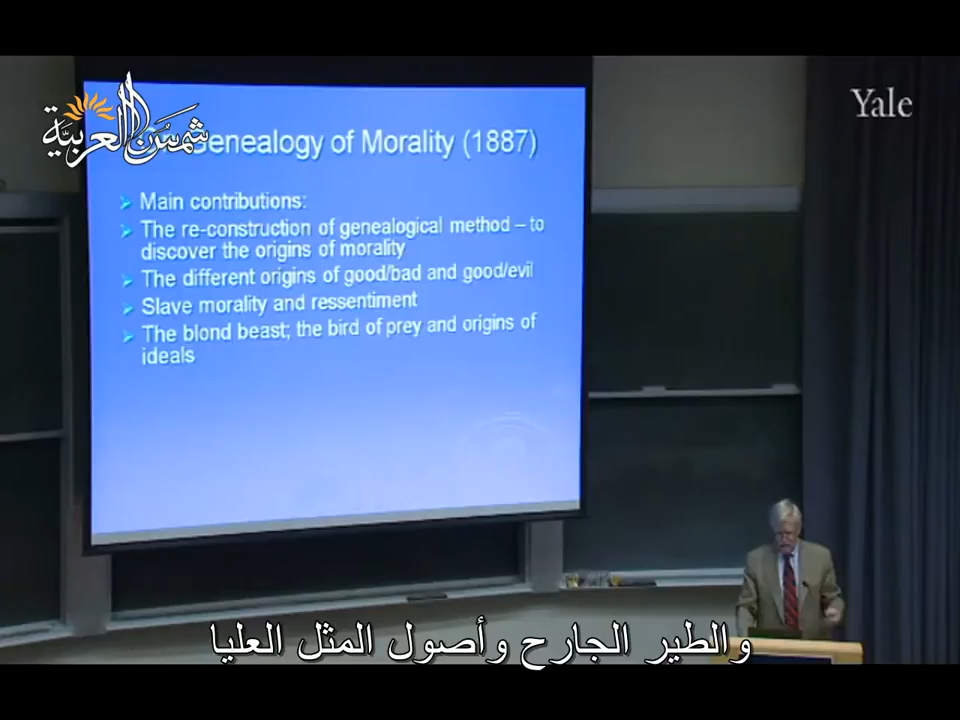 شمس العربية
Yale
Genealogy of Morality (1887)
Main contributions:
The re-construction of genealogical method – to
discover the origins of morality
The different origins of good/bad and good/evil
Slave morality and ressentiment
The blond beast; the bird of prey and origins of
ideals
والطير الجارح وأصول المثل العليا